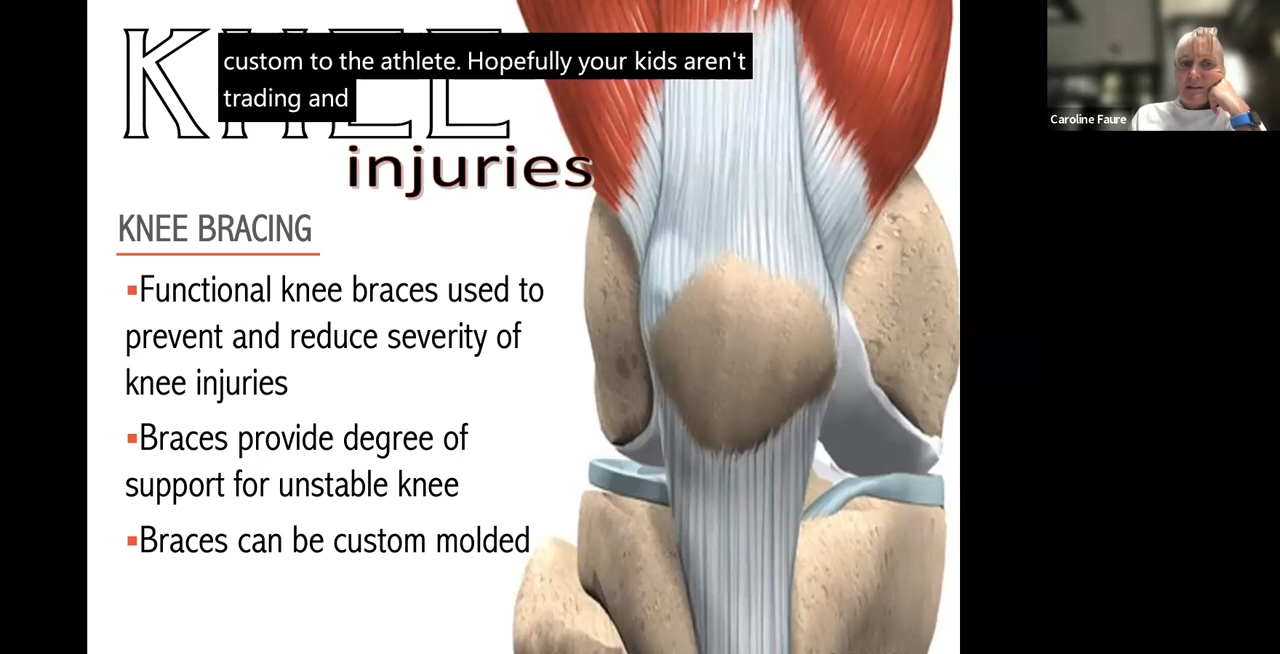 KNEE
custom to the athlete. Hopefully your kids aren't
trading and
injuries
Caroline Faure
KNEE BRACING
▪Functional knee braces used to
prevent and reduce severity of
knee injuries
▪Braces provide degree of
support for unstable knee
▪Braces can be custom molded